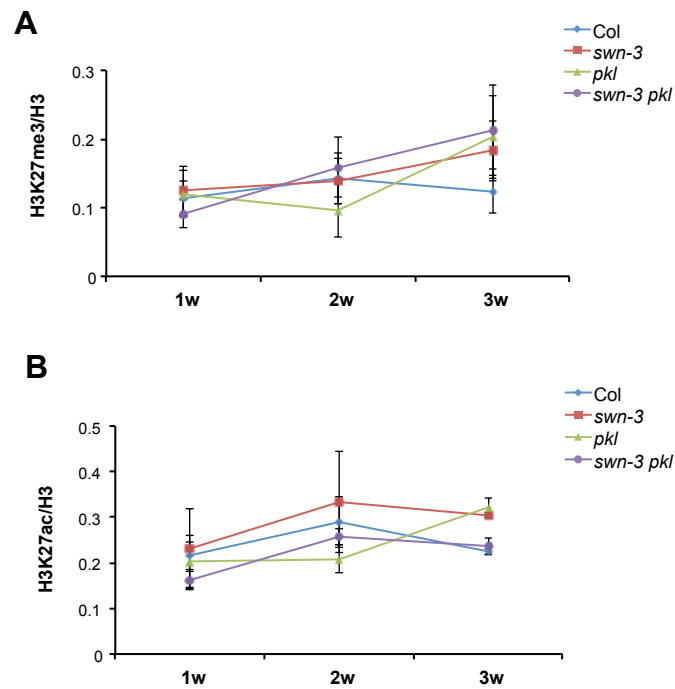 A
Col
swn-3
pkl
swn-3 pkl
H3K27me3/H3
0.3
0.2
0.1
0
1w 2w 3w
B
Col
swn-3
pkl
swn-3 pkl
H3K27ac/H3
0.5
0.4
0.3
0.2
0.1
0
1w 2w 3w